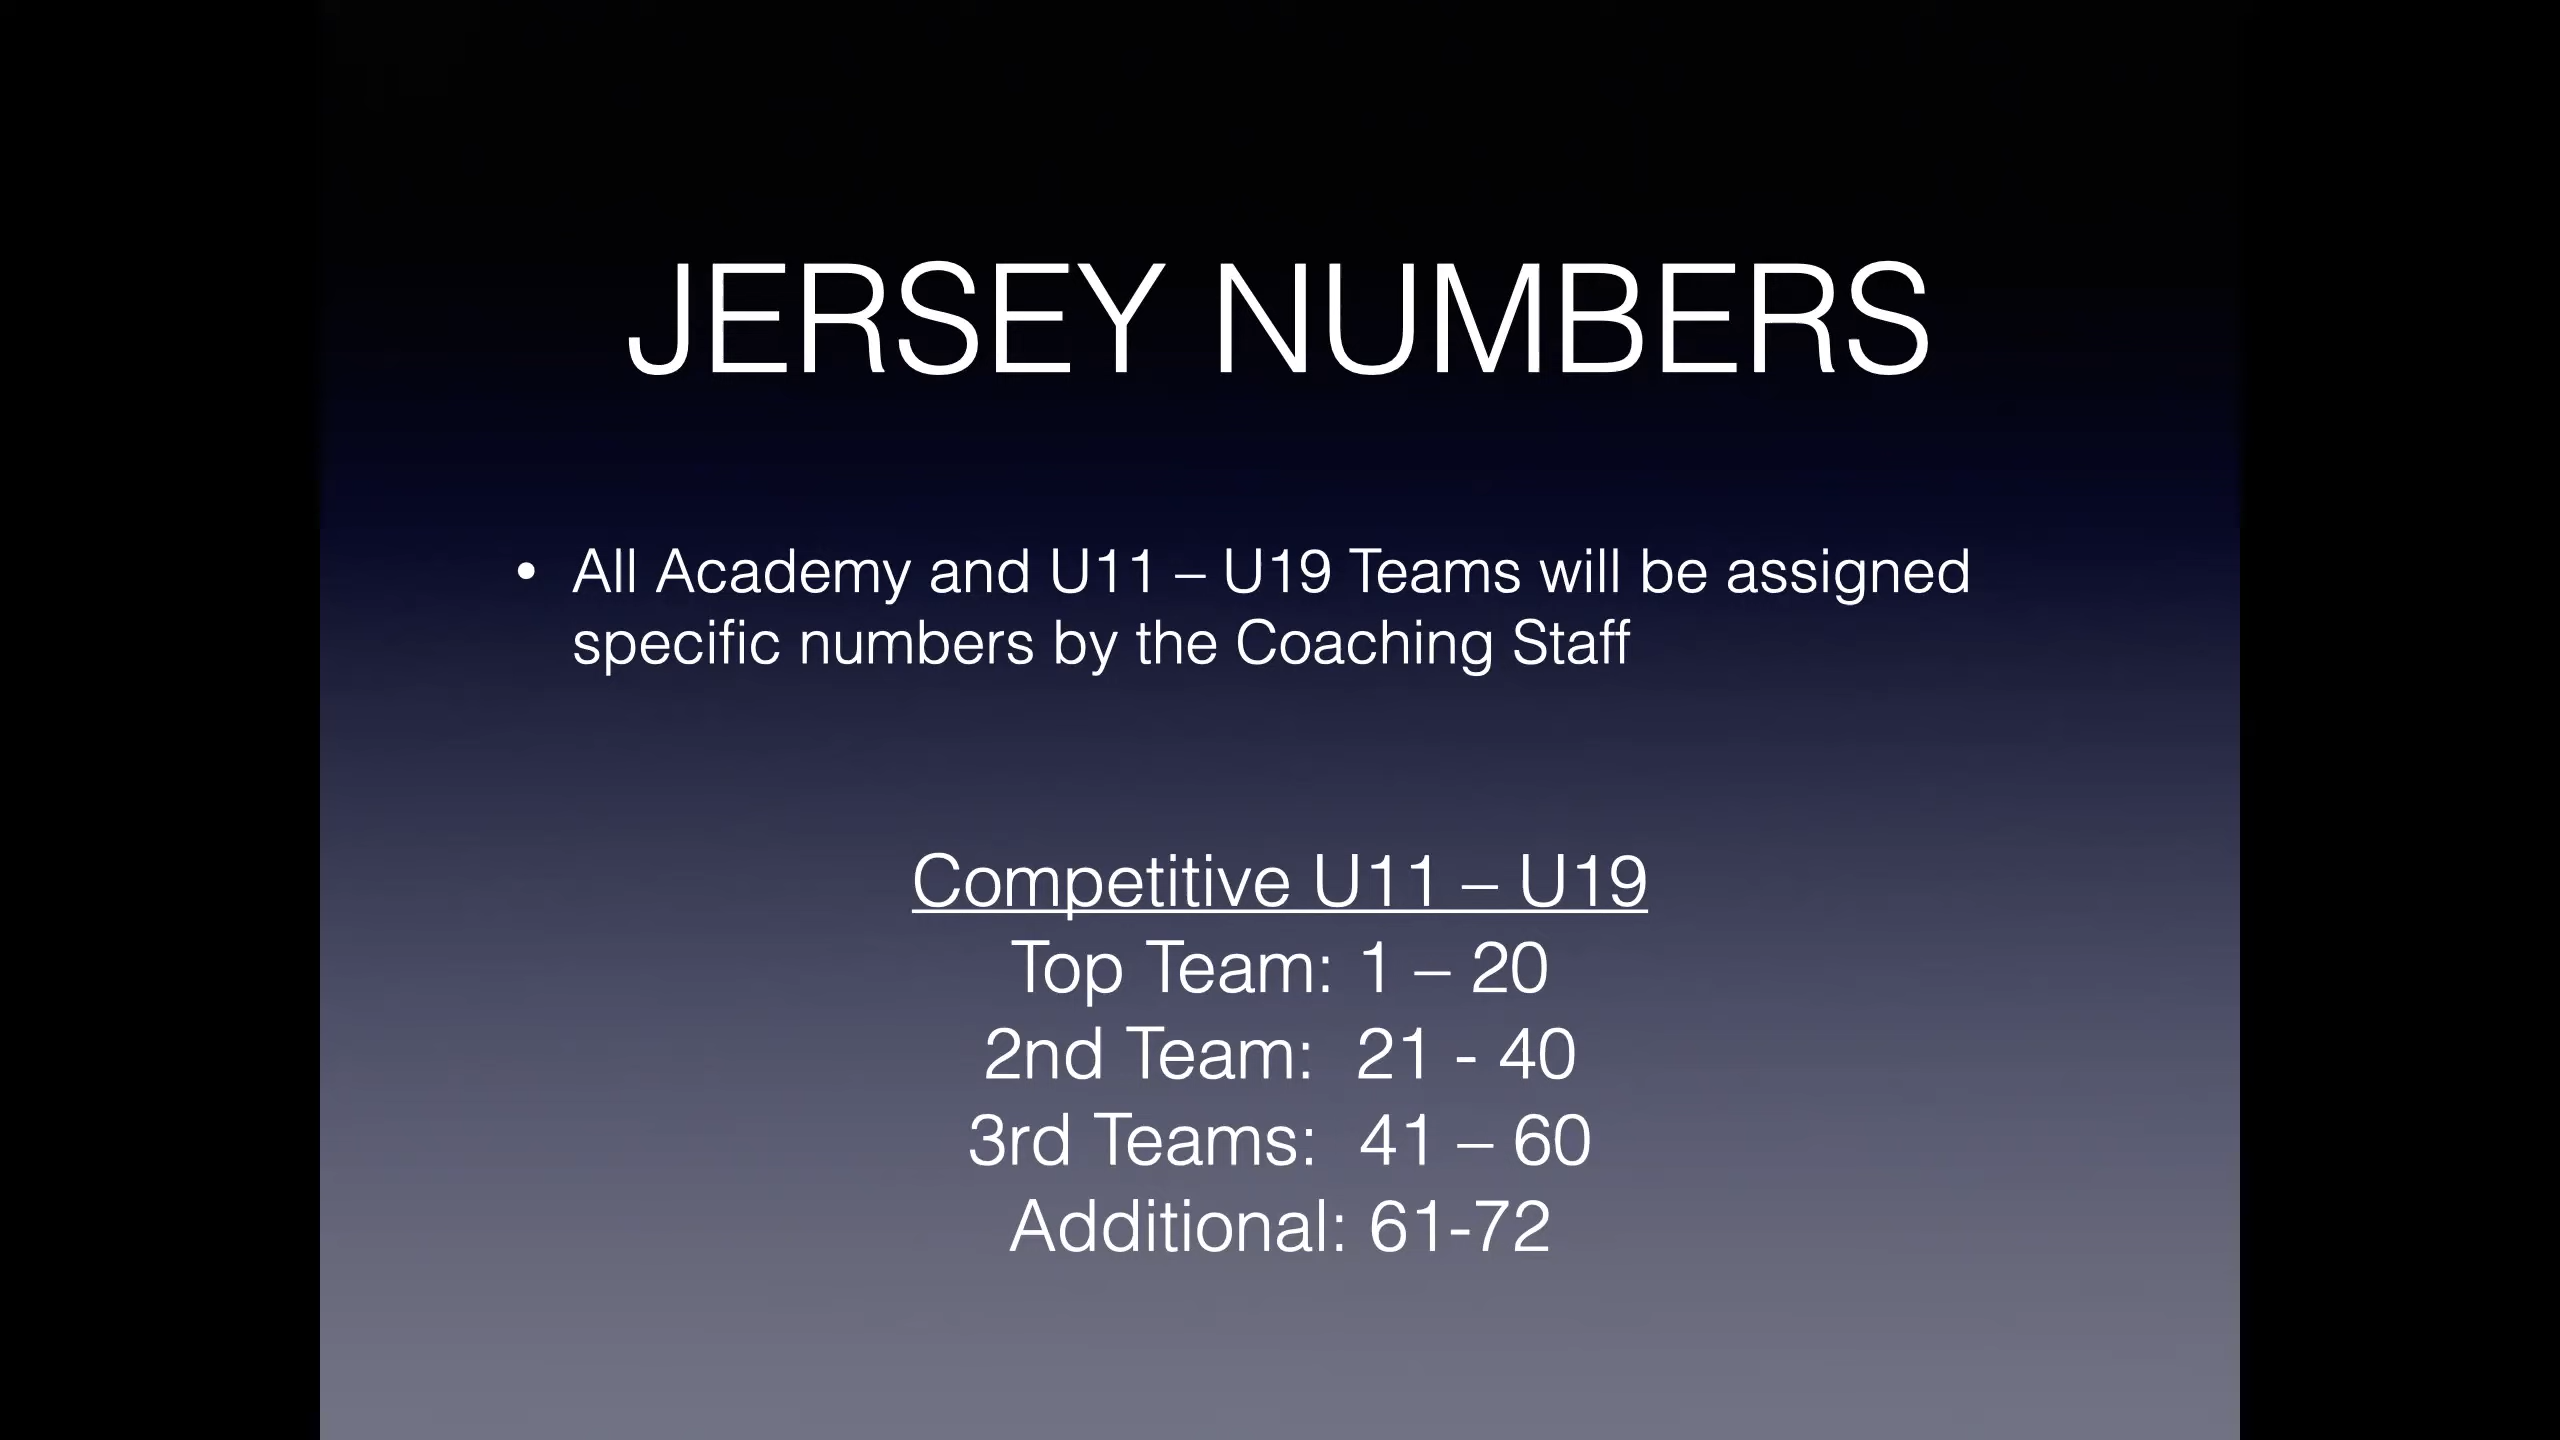 JERSEY NUMBERS
• All Academy and U11 – U19 Teams will be assigned
specific numbers by the Coaching Staff
Competitive U11 – U19
Top Team: 1 – 20
2nd Team:  21 - 40
3rd Teams:  41 – 60
Additional: 61-72